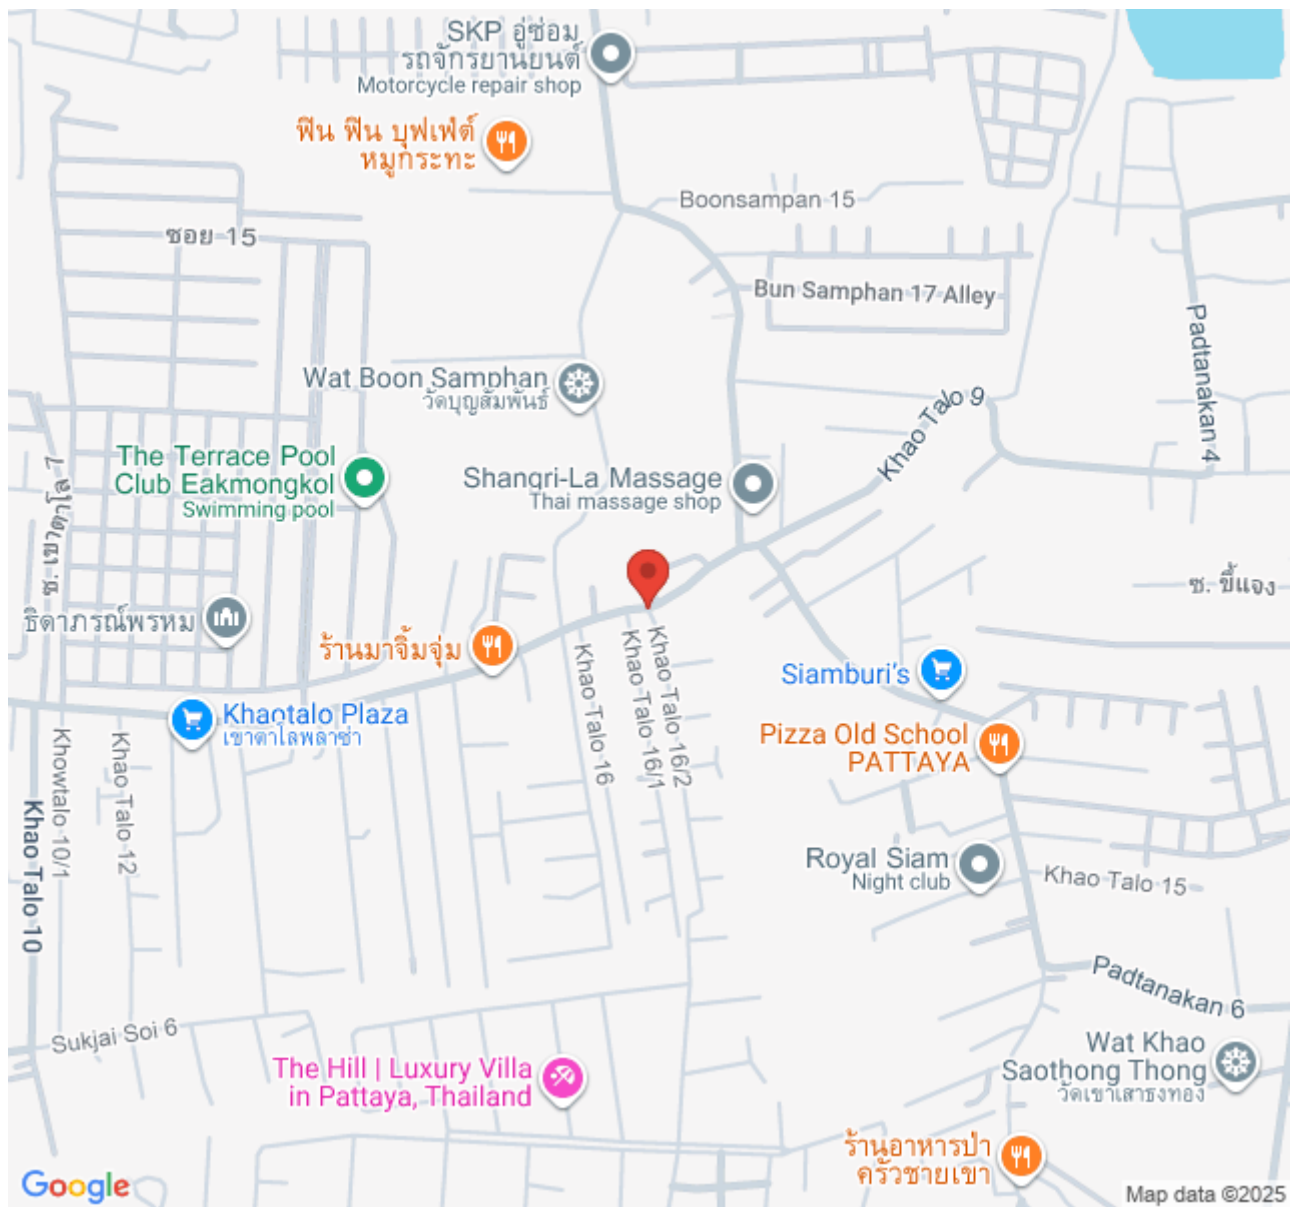 SKP อู่ซ่อม
รถจักรยานยนต์
Motorcycle repair shop
ฟิน ฟิน บุฟเฟ่ต์
หมูกระทะ
Boonsampan 15
ซอย 15
Bun Samphan 17 Alley
Padtanakan 4
Wat Boon Samphan
วัดบุญสัมพันธ์
Khao Talo 9
The Terrace Pool
Club Eakmongkol
Swimming pool
Shangri-La Massage
Thai massage shop
ซ. เขาตาโล 7
ซ. ขี้แจง
ธิดาภรณ์พรหม
ร้านมาจิ้มจุ่ม
Khao Talo 16
Khao-Talo-16/1
Khao-Talo-16/2
Siamburi's
Khaotalo Plaza
เขาตาโลพลาซ่า
Pizza Old School
PATTAYA
Khao Talo 10
Khowtalo 10/1
Khao Talo 12
Royal Siam
Night club
Khao Talo 15
Padtanakan 6
Sukjai Soi 6
The Hill | Luxury Villa
in Pattaya, Thailand
Wat Khao
Saothong Thong
วัดเขาเสาธงทอง
ร้านอาหารป่า
ครัวชายเขา
Google
Map data ©2025